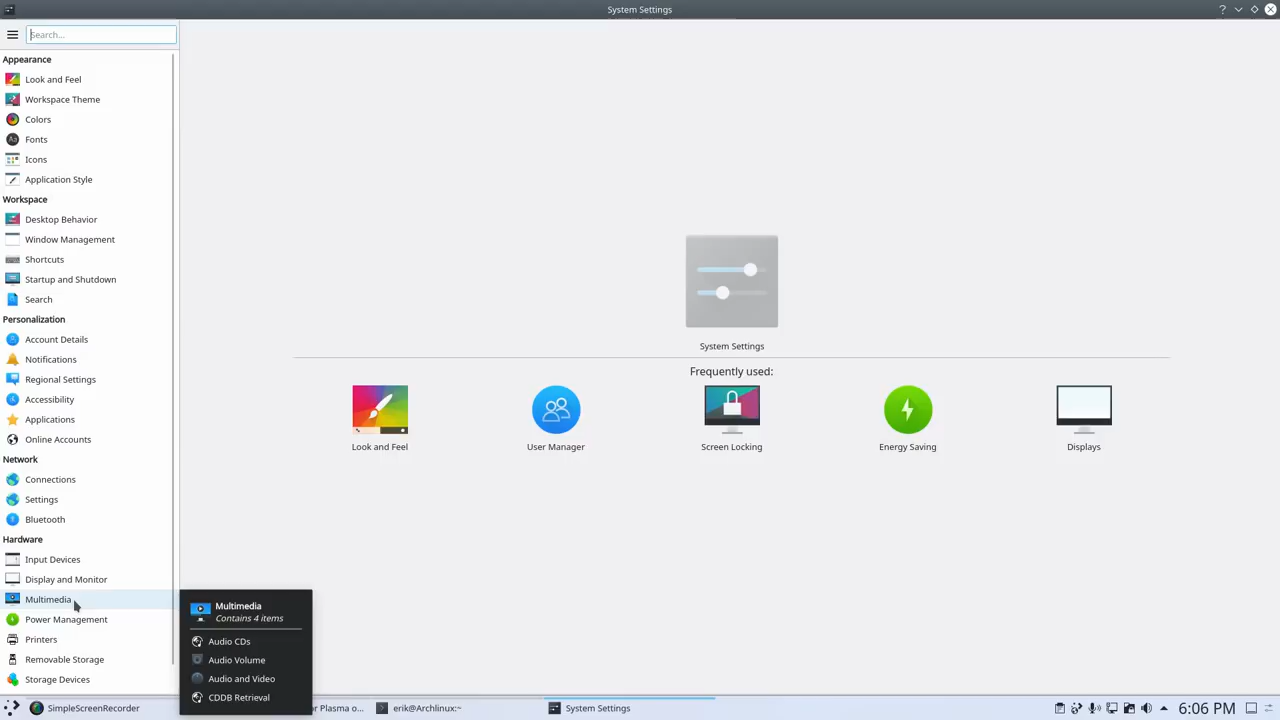 System Settings
Search...
Appearance
Look and Feel
Workspace Theme
Colors
Fonts
Icons
Application Style
Workspace
Desktop Behavior
Window Management
Shortcuts
Startup and Shutdown
Search
Personalization
Account Details
Notifications
Regional Settings
Accessibility
Applications
Online Accounts
Network
Connections
Settings
Bluetooth
Hardware
Input Devices
Display and Monitor
Multimedia
Power Management
Printers
Removable Storage
Storage Devices
System Settings
Frequently used:
Look and Feel
User Manager
Screen Locking
Energy Saving
Displays
Multimedia
Contains 4 items
Audio CDs
Audio Volume
Audio and Video
CDDB Retrieval
SimpleScreenRecorder
or Plasma o...
erik@Archlinux:~
System Settings
6:06 PM